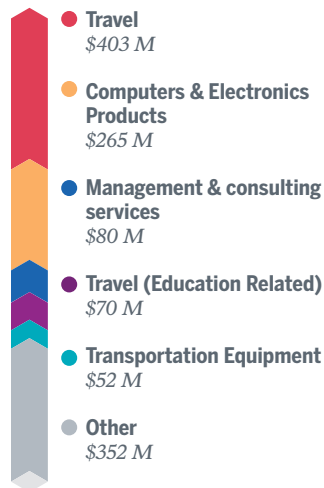 Travel
$403 M
Computers & Electronics
Products
$265 M
Management & consulting
services
$80 M
Travel (Education Related)
$70 M
Transportation Equipment
$52 M
Other
$352 M